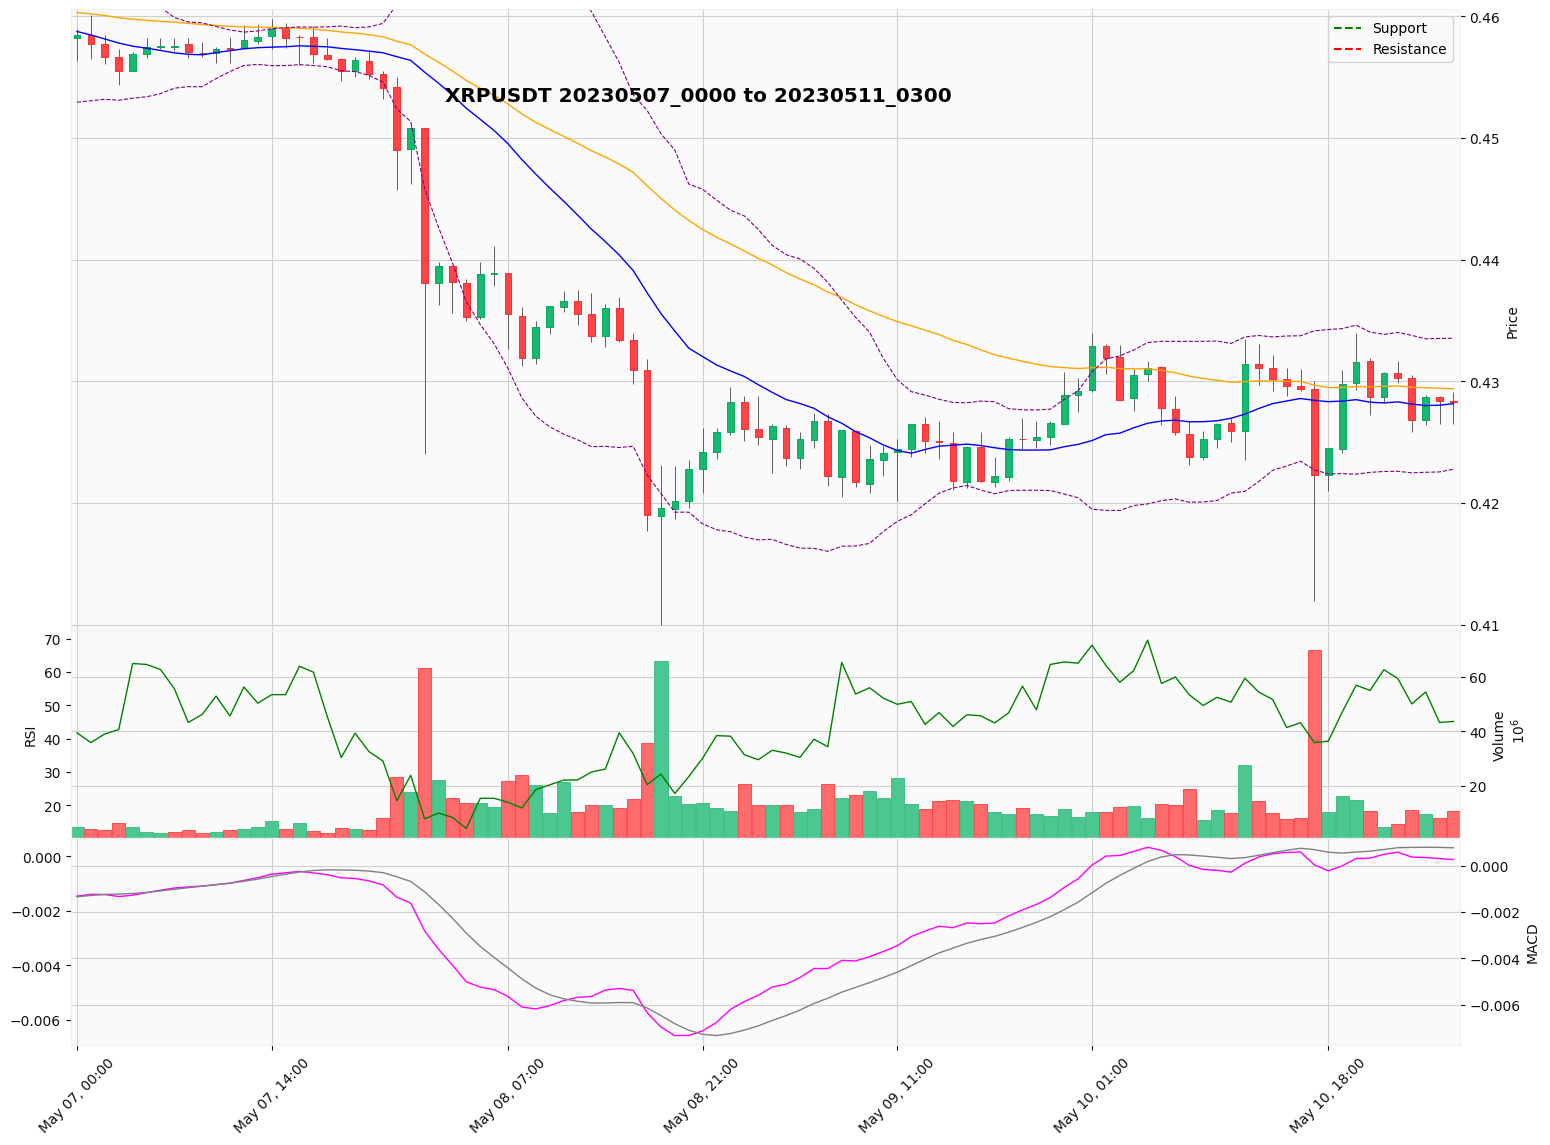 Support
Resistance
XRPUSDT 20230507_0000 to 20230511_0300
0.46
0.45
0.44
0.43
0.42
0.41
Price
70
60
50
40
30
20
RSI
60
40
20
Volume
10^6
0.000
−0.002
−0.004
−0.006
0.000
−0.002
−0.004
−0.006
MACD
May 07, 00:00
May 07, 14:00
May 08, 07:00
May 08, 21:00
May 09, 11:00
May 10, 01:00
May 10, 18:00